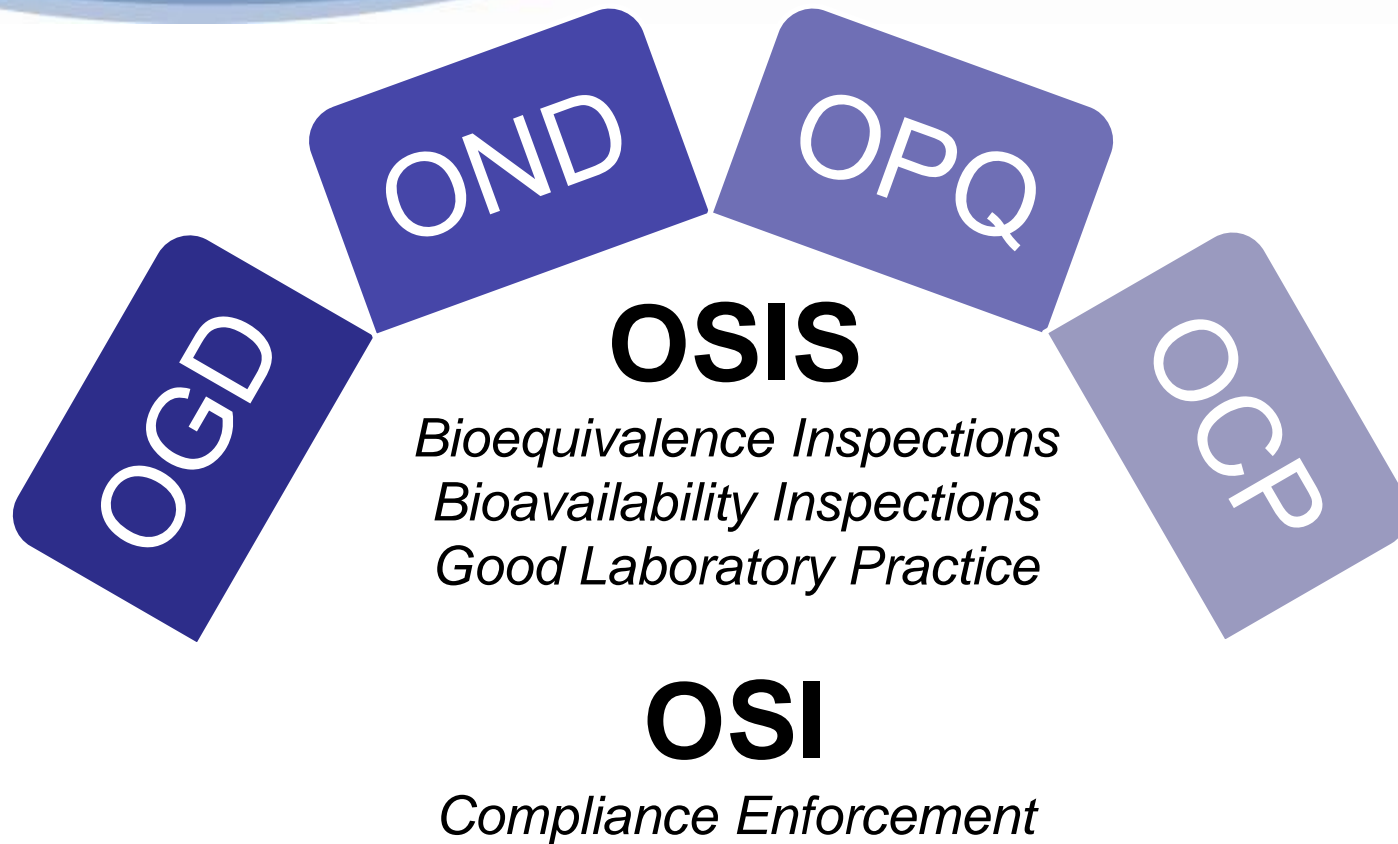 OGD
OND
OPQ
OCP
OSIS
Bioequivalence Inspections
Bioavailability Inspections
Good Laboratory Practice
OSI
Compliance Enforcement